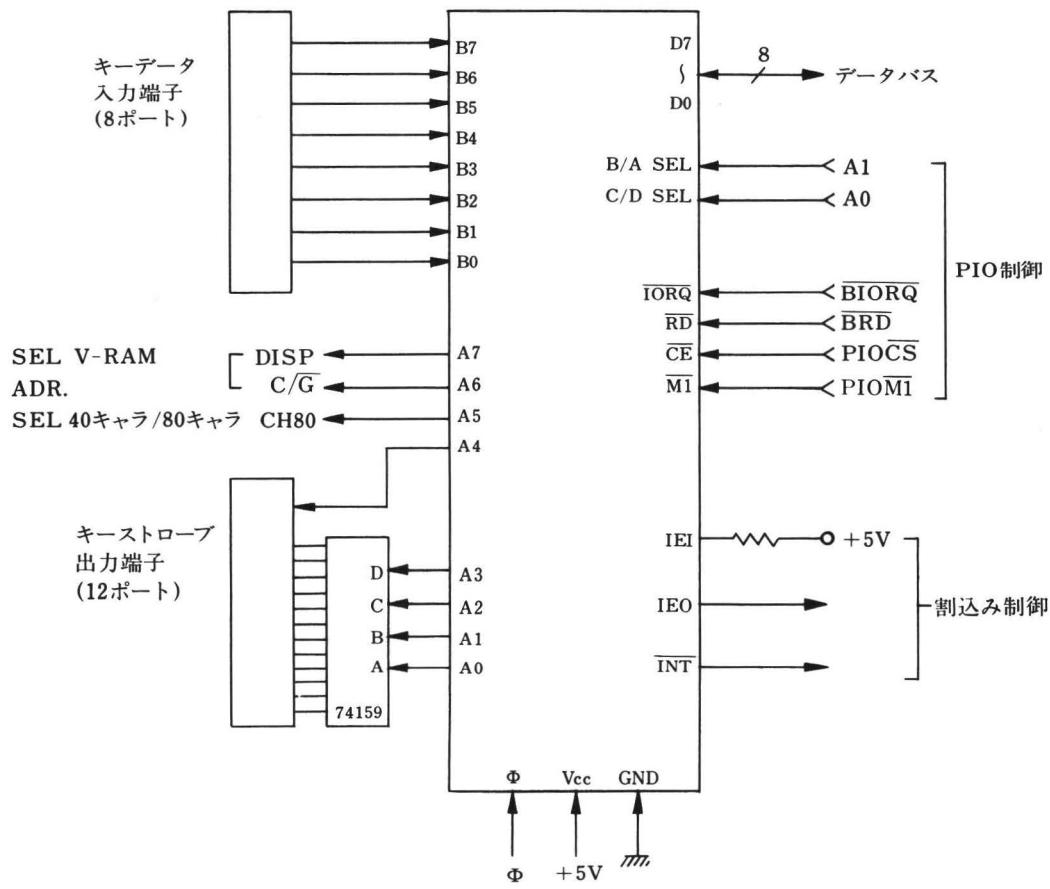 キーデータ
入力端子
(8ポート)
B7
B6
B5
B4
B3
B2
B1
B0
D7
~
D0
8
データバス
B/A SEL
A1
C/D SEL
A0
IORQ
BIORQ
RD
BRD
CE
PIOCS
M1
PIOM1
PIO制御
SEL V-RAM
ADR.
DISP
C/G
A7
A6
SEL 40キャラ/80キャラ CH80
A5
A4
キーストローブ
出力端子
(12ポート)
D
C
B
A
74159
A3
A2
A1
A0
IEI
+5V
IEO
INT
割込み制御
Φ
Vcc
GND
Φ
+5V